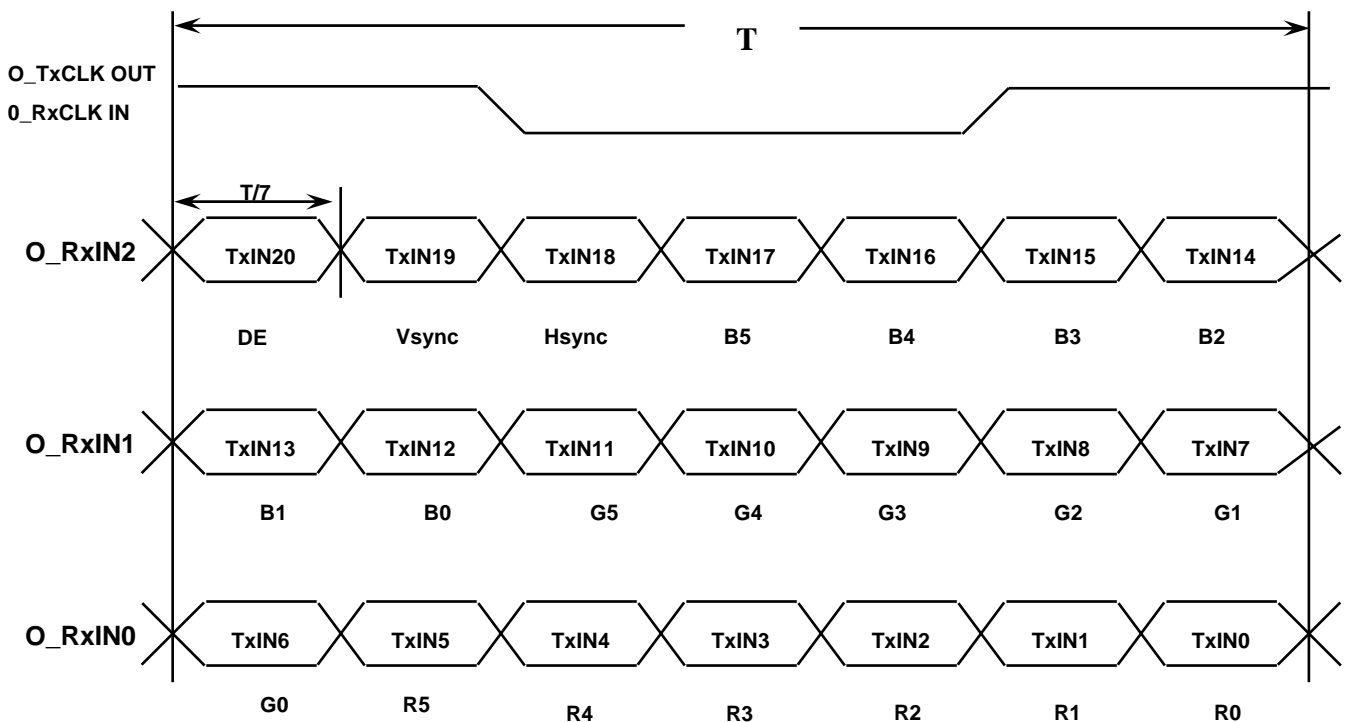 T
O_TxCLK OUT
0_RxCLK IN
T/7
O_RxIN2 TxIN20 TxIN19 TxIN18 TxIN17 TxIN16 TxIN15 TxIN14
DE Vsync Hsync B5 B4 B3 B2
O_RxIN1 TxIN13 TxIN12 TxIN11 TxIN10 TxIN9 TxIN8 TxIN7
B1 B0 G5 G4 G3 G2 G1
O_RxIN0 TxIN6 TxIN5 TxIN4 TxIN3 TxIN2 TxIN1 TxIN0
G0 R5 R4 R3 R2 R1 R0